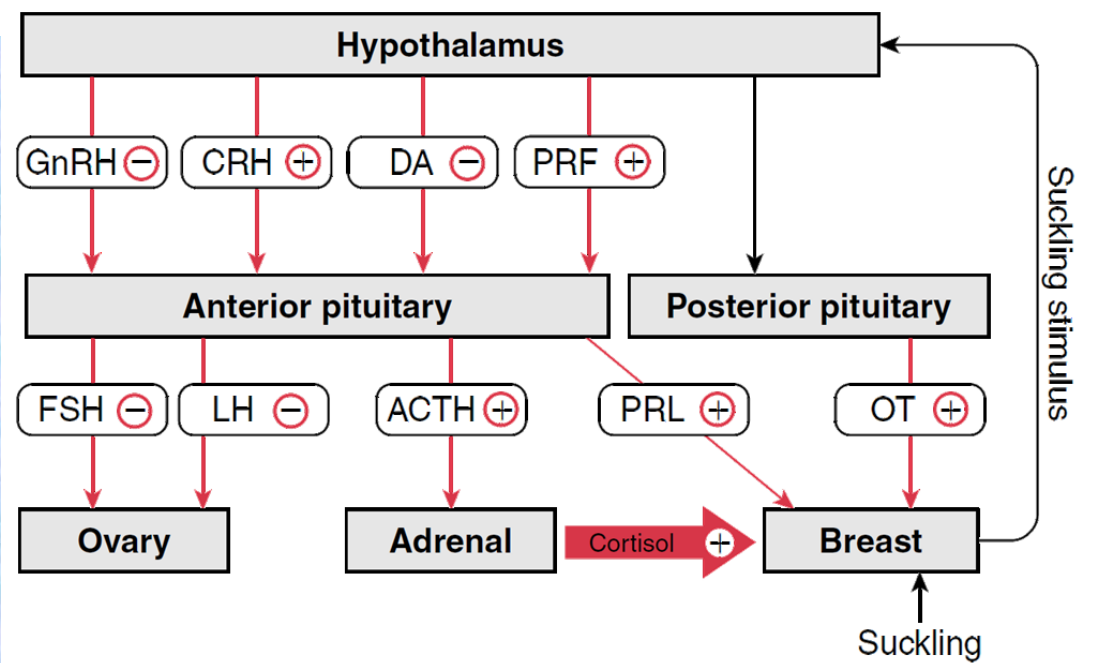 Hypothalamus
GnRH −
CRH +
DA −
PRF +
Anterior pituitary
Posterior pituitary
FSH −
LH −
ACTH +
PRL +
OT +
Suckling stimulus
Ovary
Adrenal
Cortisol +
Breast
Suckling